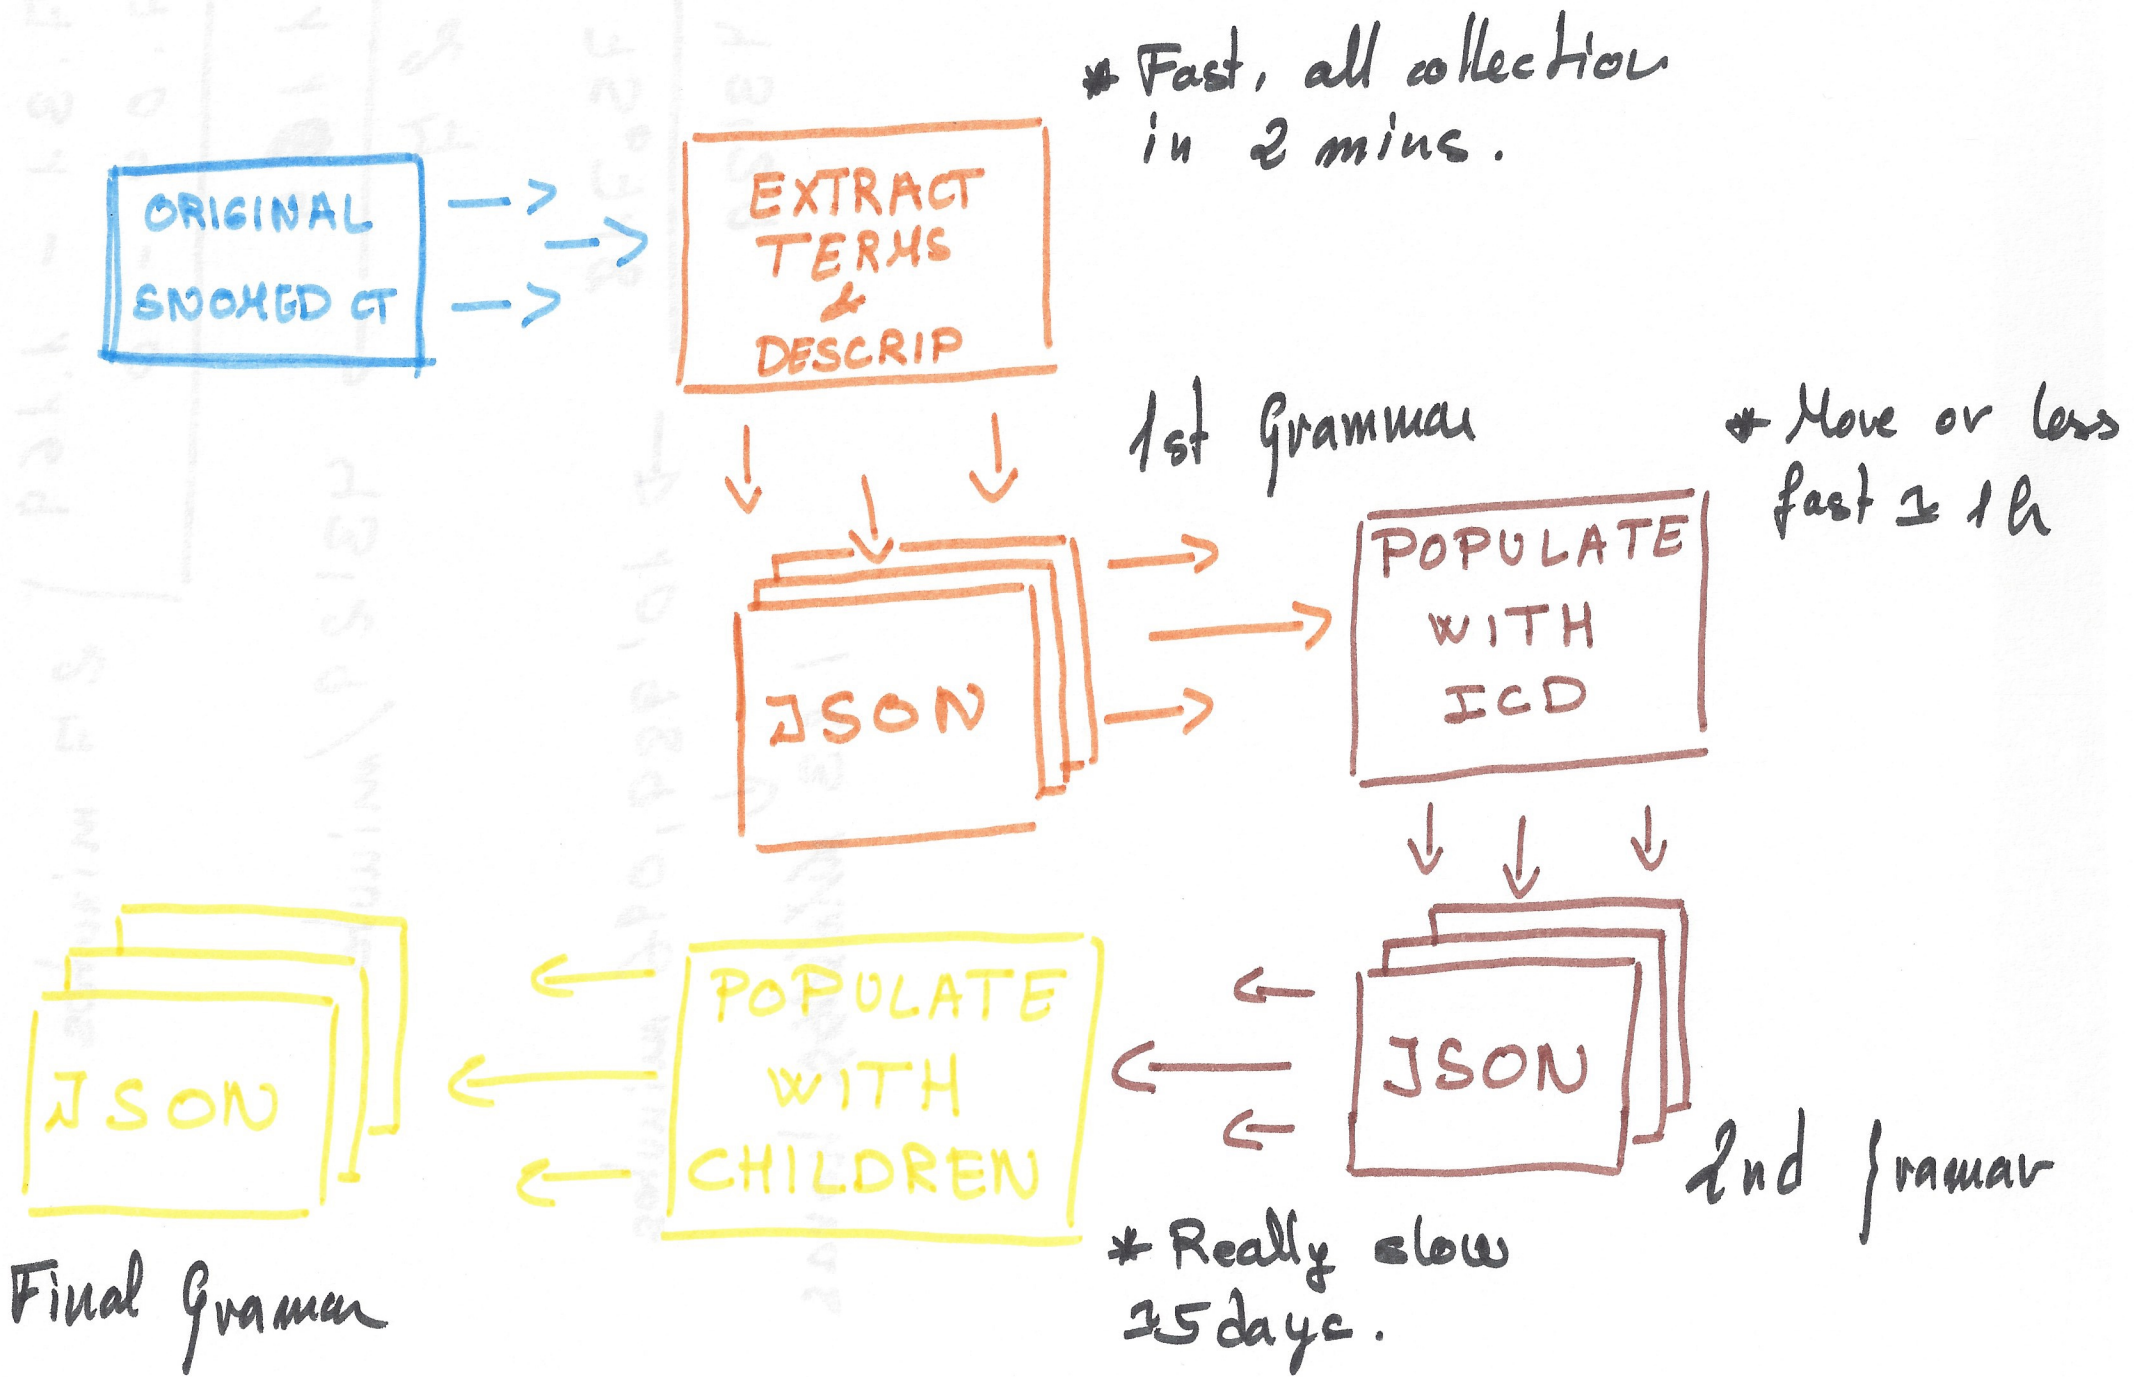 * Fast, all collection
in 2 mins.
ORIGINAL
SNOMED CT
EXTRACT
TERMS
&
DESCRIP
1st Grammar
* More or less
fast 1h
JSON
POPULATE
WITH
ICD
JSON
2nd gramar
POPULATE
WITH
CHILDREN
* Really slow
days.
JSON
Final Gramar